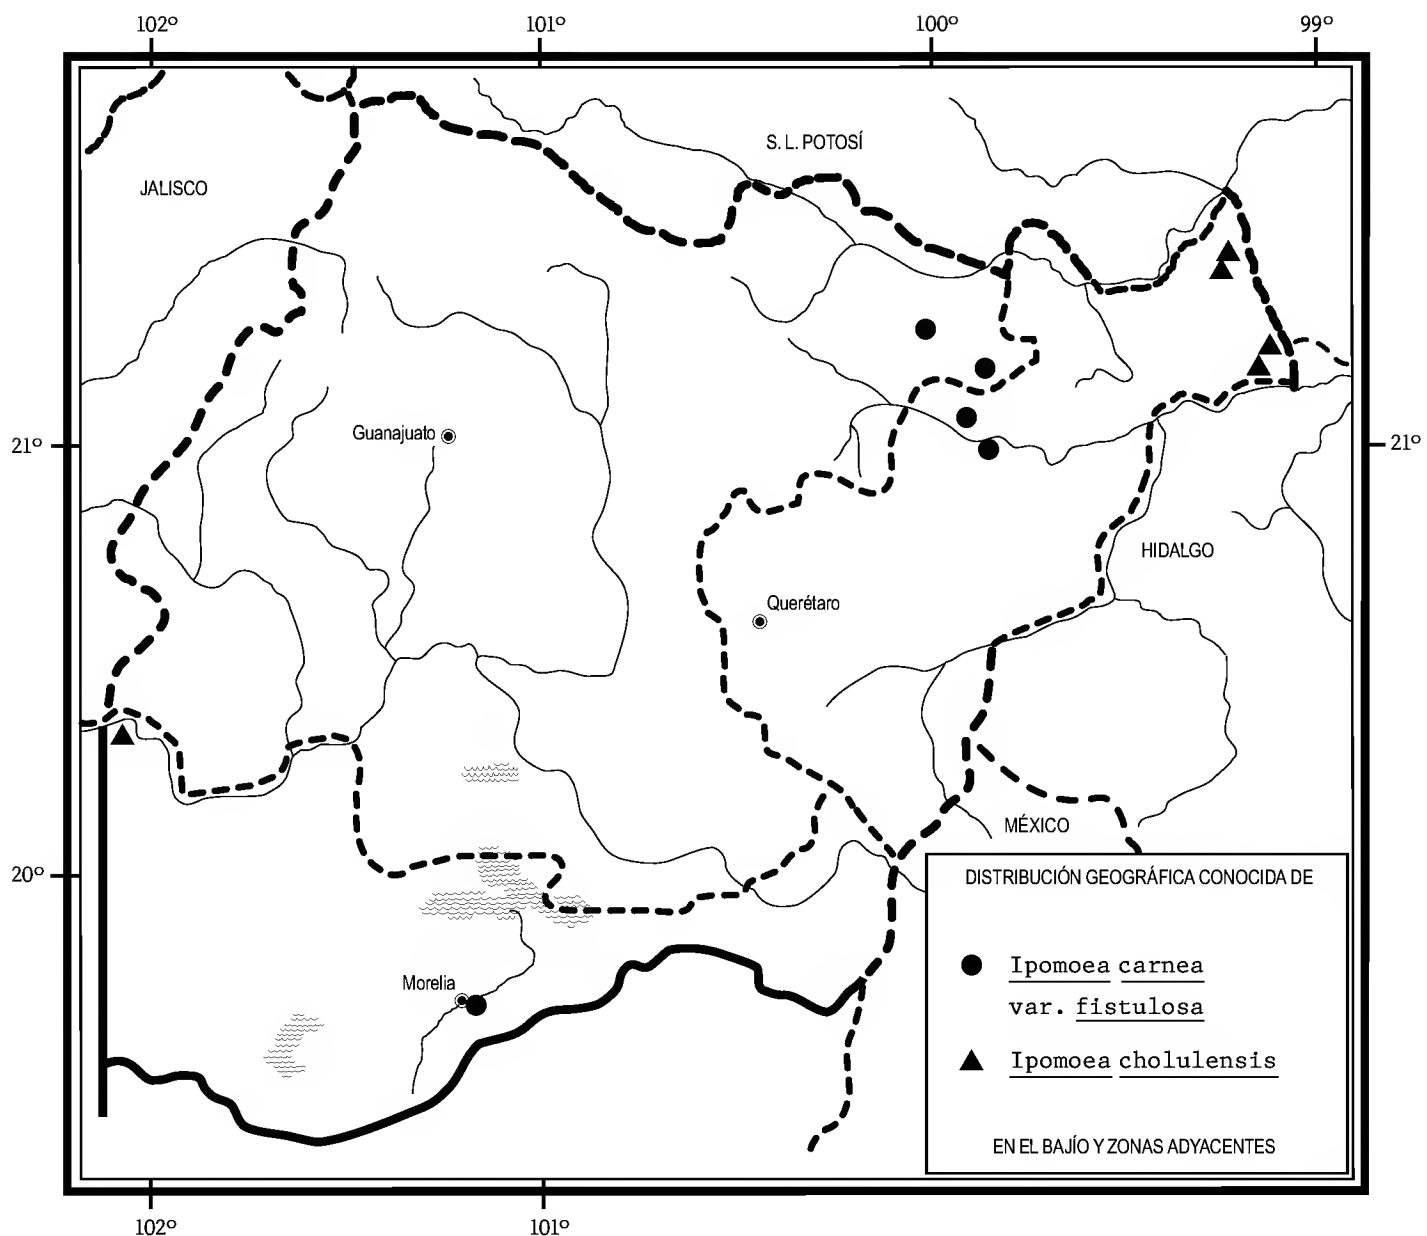 102º 101º 100º 99º
S. L. POTOSÍ
JALISCO
Guanajuato
21º 21º
HIDALGO
Querétaro
MÉXICO
20º
DISTRIBUCIÓN GEOGRÁFICA CONOCIDA DE
Ipomoea carnea
var. fistulosa
Morelia
Ipomoea cholulensis
EN EL BAJÍO Y ZONAS ADYACENTES
102º 101º